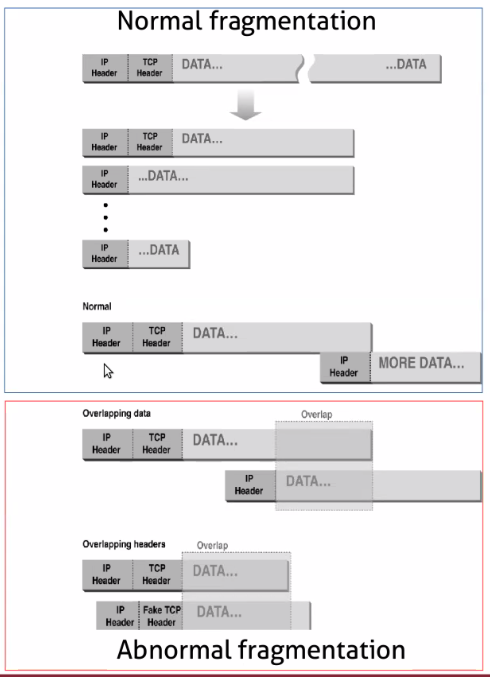 Normal fragmentation
IP Header TCP Header DATA... ...DATA
IP Header TCP Header DATA...
IP Header ...DATA...
IP Header ...DATA
Normal
IP Header TCP Header DATA...
IP Header MORE DATA...
Overlapping data Overlap
IP Header TCP Header DATA...
IP Header DATA...
Overlapping headers Overlap
IP Header TCP Header DATA...
IP Header Fake TCP Header DATA...
Abnormal fragmentation